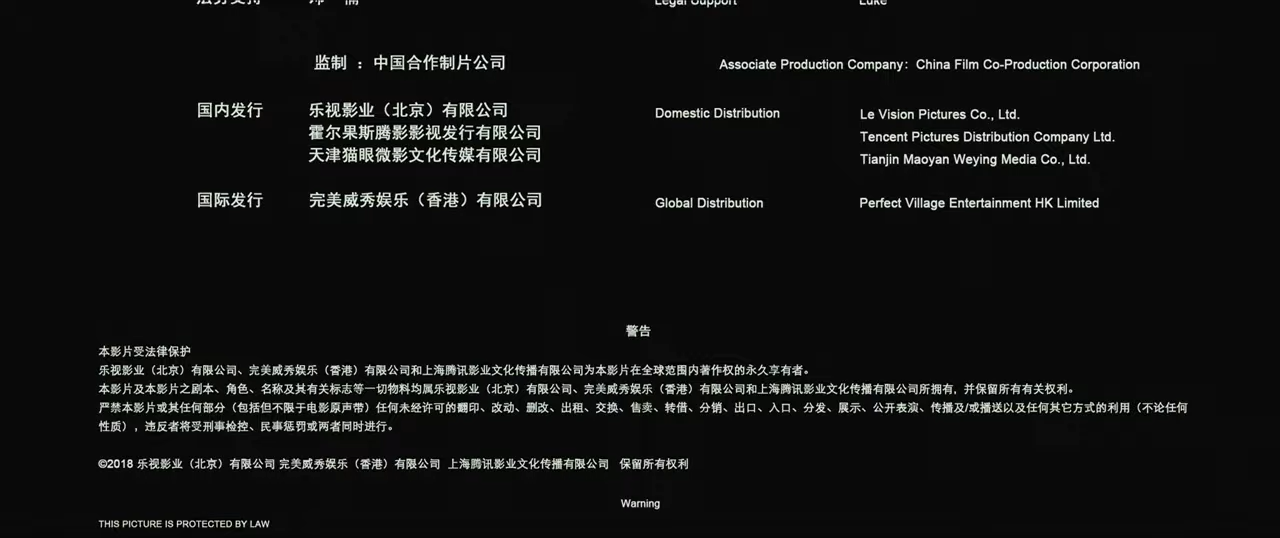 Legal Support Luke
监制 ：中国合作制片公司 Associate Production Company: China Film Co-Production Corporation
国内发行 乐视影业（北京）有限公司 Domestic Distribution Le Vision Pictures Co., Ltd.
霍尔果斯腾影影视发行有限公司 Tencent Pictures Distribution Company Ltd.
天津猫眼微影文化传媒有限公司 Tianjin Maoyan Weying Media Co., Ltd.
国际发行 完美威秀娱乐（香港）有限公司 Global Distribution Perfect Village Entertainment HK Limited
警告
本影片受法律保护
乐视影业（北京）有限公司、完美威秀娱乐（香港）有限公司和上海腾讯影业文化传播有限公司为本影片在全球范围内著作权的永久享有者。
本影片及本影片之剧本、角色、名称及其有关标志等一切物料均属乐视影业（北京）有限公司、完美威秀娱乐（香港）有限公司和上海腾讯影业文化传播有限公司所拥有, 并保留所有有关权利。
严禁本影片或其任何部分（包括但不限于电影原声带）任何未经许可的翻印、改动、删改、出租、交换、售卖、转借、分销、出口、入口、分发、展示、公开表演、传播及/或播送以及任何其它方式的利用（不论任何
性质）, 违反者将受刑事检控、民事惩罚或两者同时进行。
©2018 乐视影业（北京）有限公司 完美威秀娱乐（香港）有限公司 上海腾讯影业文化传播有限公司 保留所有权利
Warning
THIS PICTURE IS PROTECTED BY LAW